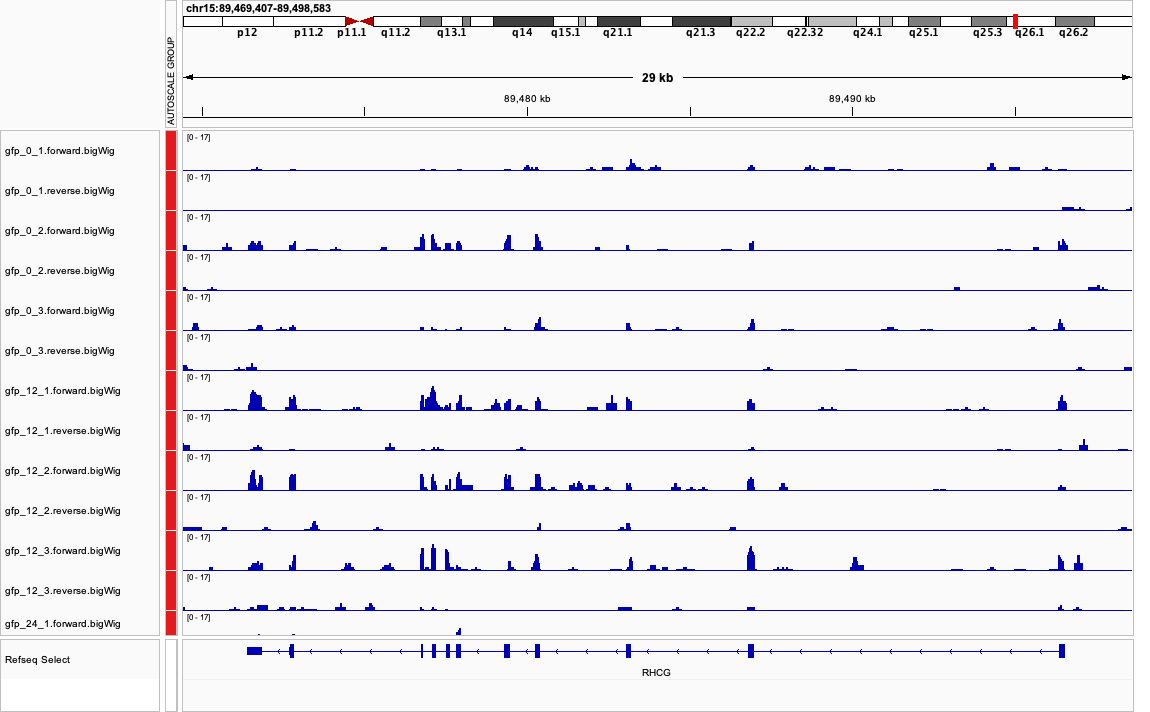 chr15:89,469,407-89,498,583
p12 p11.2 p11.1 q11.2 q13.1 q14 q15.1 q21.1 q21.3 q22.2 q22.32 q24.1 q25.1 q25.3 q26.1 q26.2
AUTOSCALE GROUP
29 kb
89,480 kb 89,490 kb
gfp_0_1.forward.bigWig [0 - 17]
gfp_0_1.reverse.bigWig [0 - 17]
gfp_0_2.forward.bigWig [0 - 17]
gfp_0_2.reverse.bigWig [0 - 17]
gfp_0_3.forward.bigWig [0 - 17]
gfp_0_3.reverse.bigWig [0 - 17]
gfp_12_1.forward.bigWig [0 - 17]
gfp_12_1.reverse.bigWig [0 - 17]
gfp_12_2.forward.bigWig [0 - 17]
gfp_12_2.reverse.bigWig [0 - 17]
gfp_12_3.forward.bigWig [0 - 17]
gfp_12_3.reverse.bigWig [0 - 17]
gfp_24_1.forward.bigWig [0 - 17]
Refseq Select
RHCG